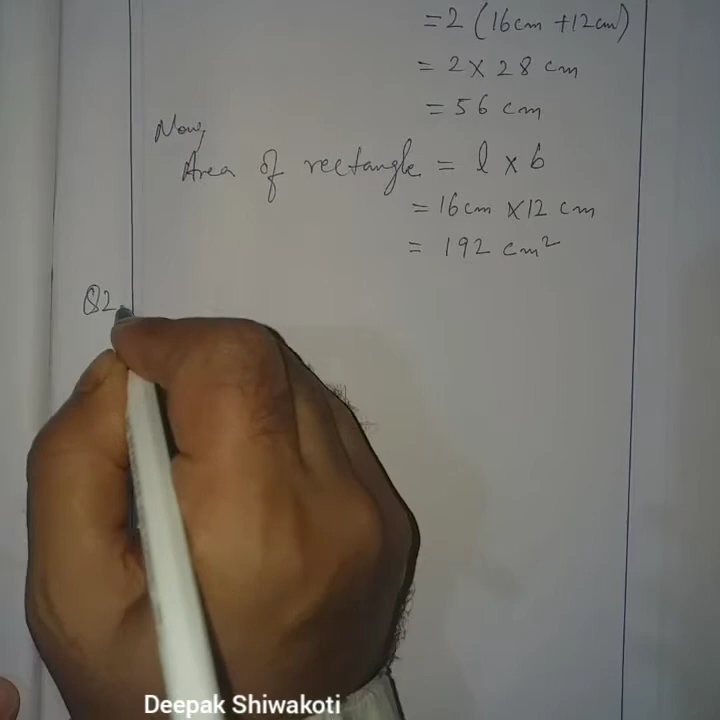 =2 (16cm +12cm)
= 2 × 28 cm
= 56 cm
Now,
Area of rectangle = l × b
= 16cm × 12 cm
= 192 cm²
Q2.
Deepak Shiwakoti